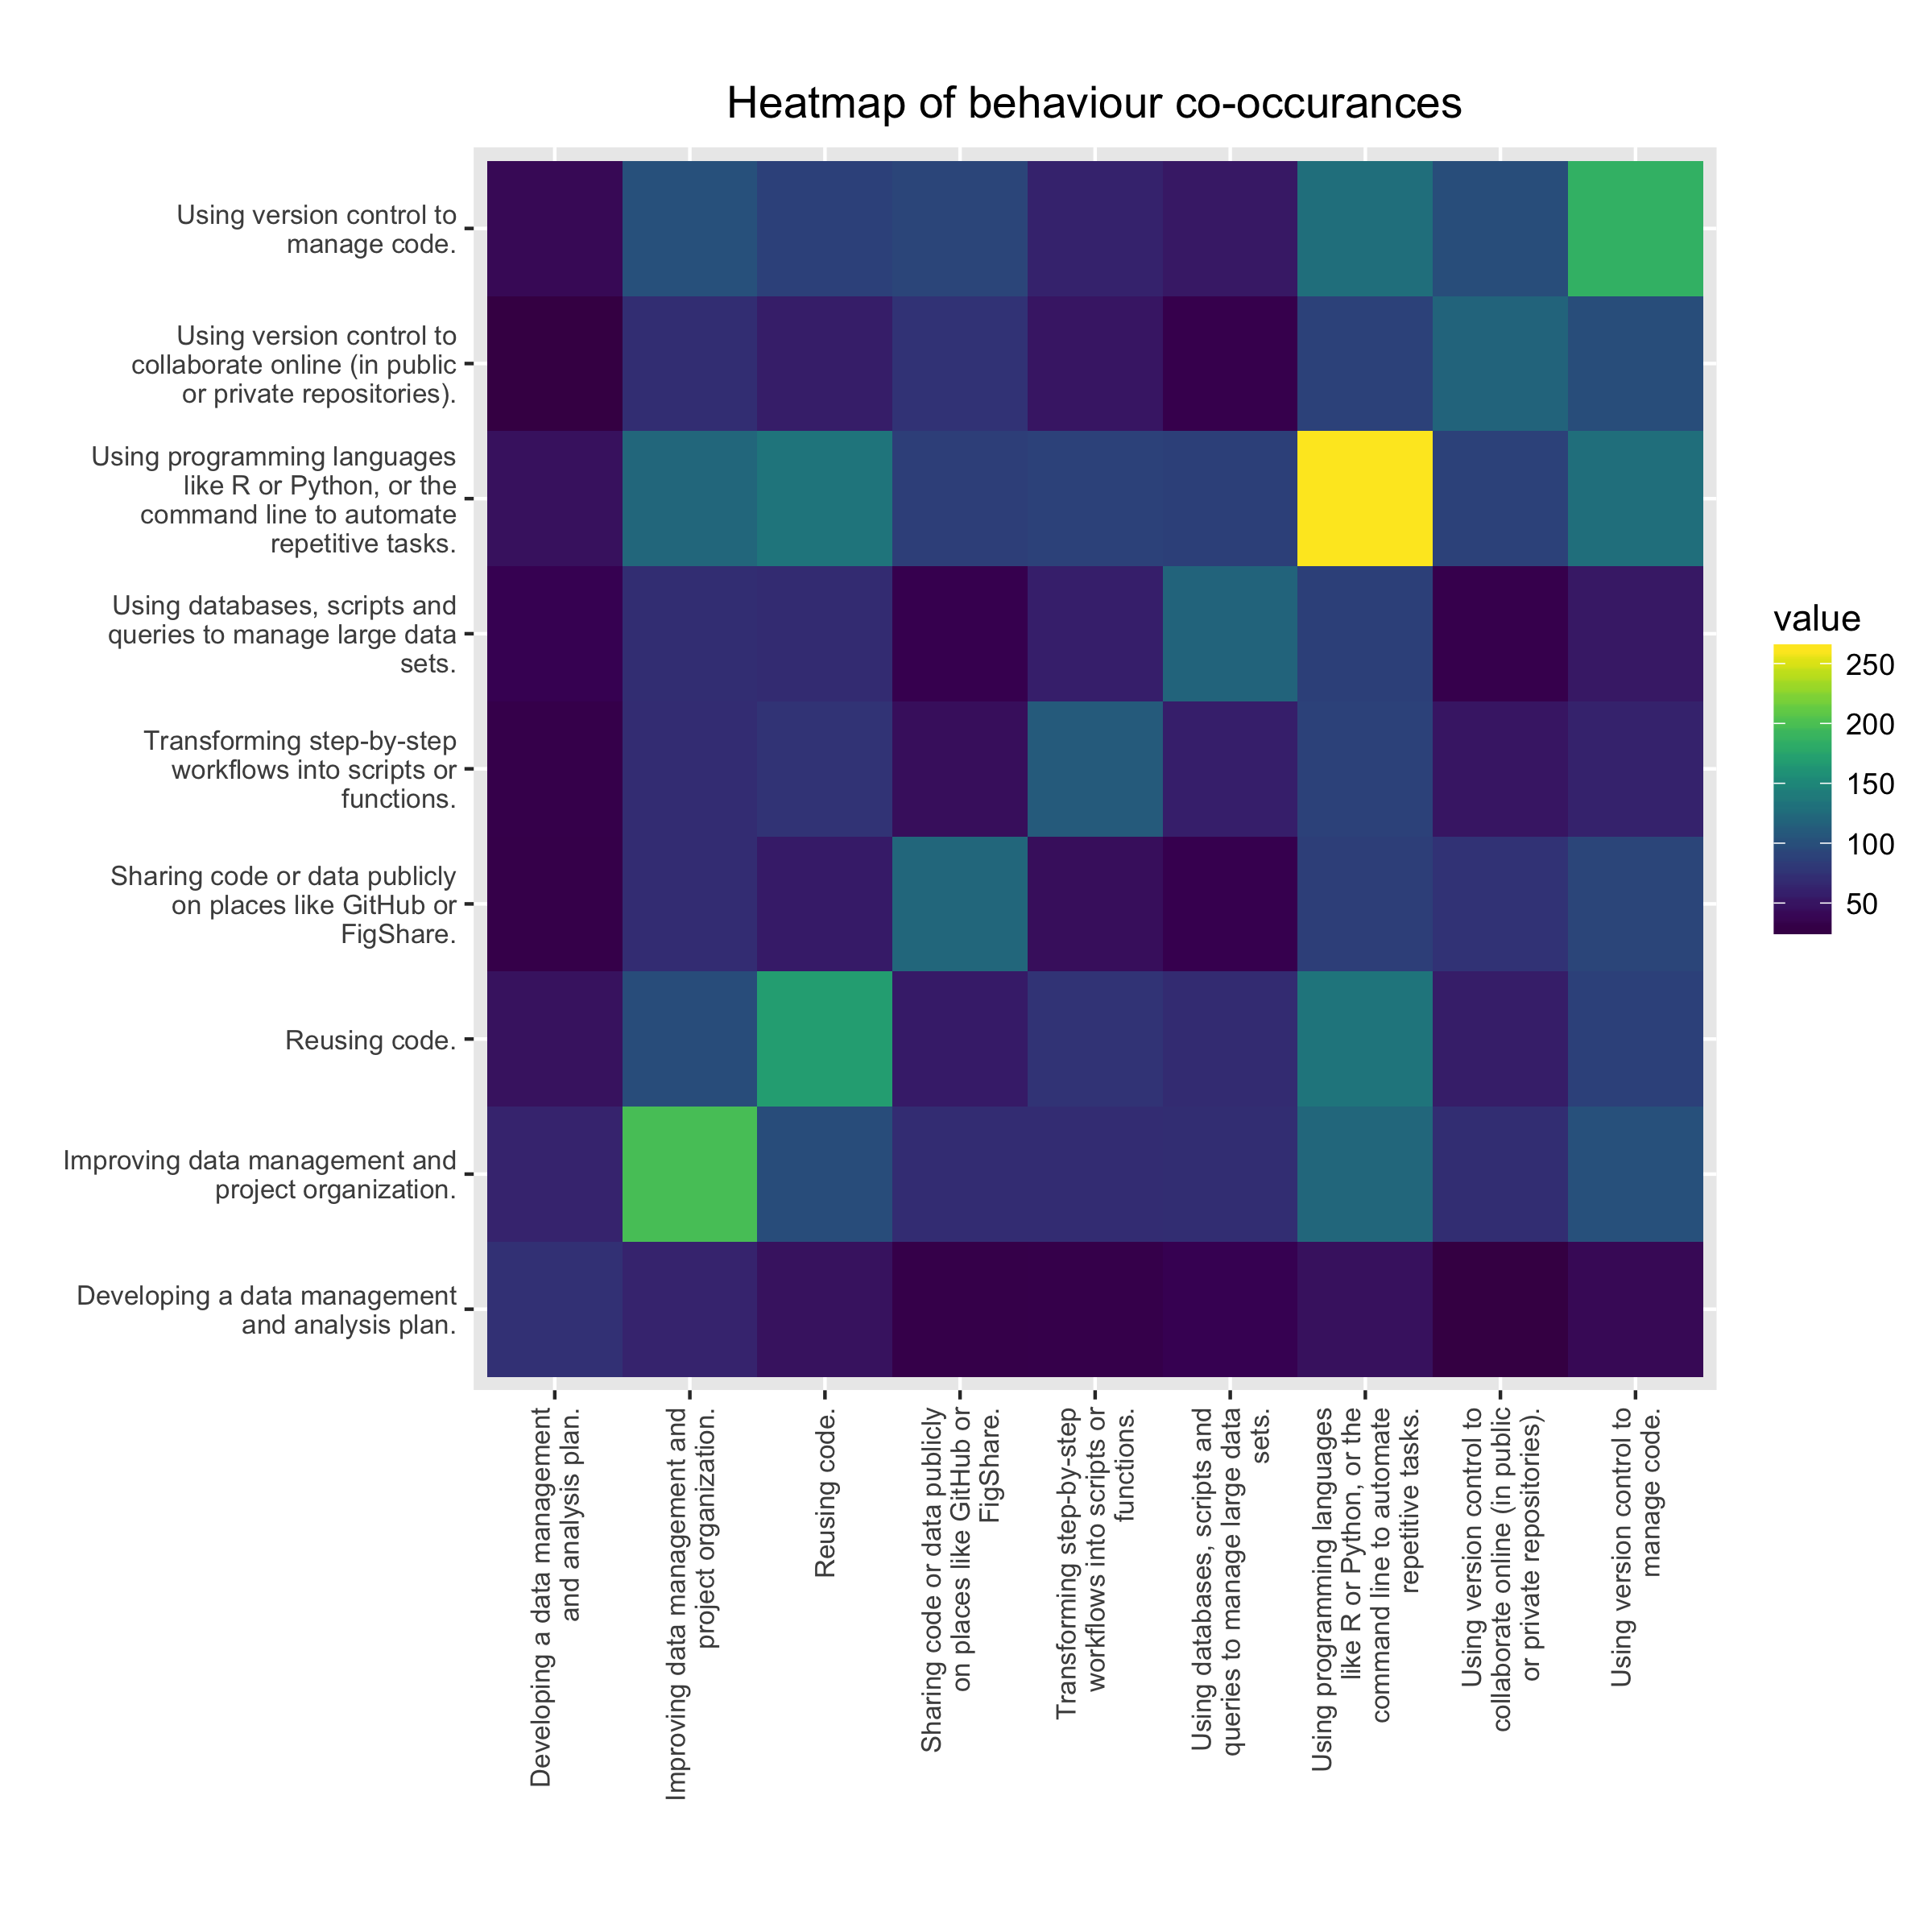 Heatmap of behaviour co-occurances
Using version control to
manage code.
Using version control to
collaborate online (in public
or private repositories).
Using programming languages
like R or Python, or the
command line to automate
repetitive tasks.
Using databases, scripts and
queries to manage large data
sets.
Transforming step-by-step
workflows into scripts or
functions.
Sharing code or data publicly
on places like GitHub or
FigShare.
Reusing code.
Improving data management and
project organization.
Developing a data management
and analysis plan.
value
250
200
150
100
50
Developing a data management
and analysis plan.
Improving data management and
project organization.
Reusing code.
Sharing code or data publicly
on places like GitHub or
FigShare.
Transforming step-by-step
workflows into scripts or
functions.
Using databases, scripts and
queries to manage large data
sets.
Using programming languages
like R or Python, or the
command line to automate
repetitive tasks.
Using version control to
collaborate online (in public
or private repositories).
Using version control to
manage code.